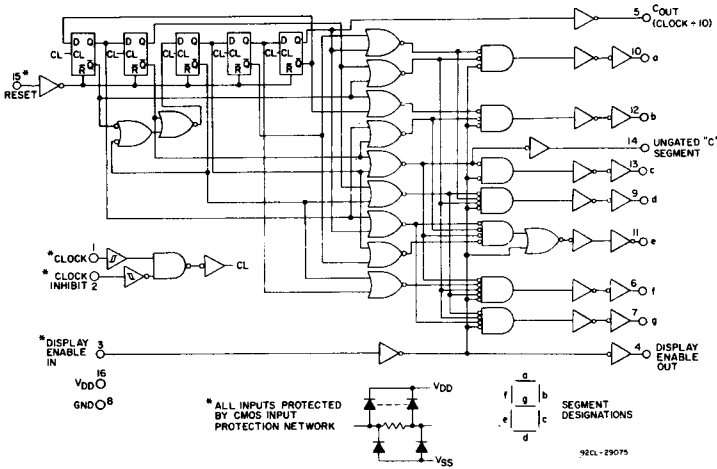 5 COUT
(CLOCK ÷ 10)
D Q D Q D Q D Q D Q
CL CL CL CL CL
Q̅ Q̅ Q̅ Q̅ Q̅
R̅ R̅ R̅ R̅ R̅
10 a
15*
RESET
12 b
14 UNGATED "C"
SEGMENT
13 c
9 d
11 e
*CLOCK 1
CL
* CLOCK
INHIBIT 2
6 f
7 g
*DISPLAY
ENABLE
IN 3
4 DISPLAY
ENABLE
OUT
16
VDD
GND 8
* ALL INPUTS PROTECTED
BY CMOS INPUT
PROTECTION NETWORK
VDD
VSS
a
f g b
e c
d
SEGMENT
DESIGNATIONS
92CL-29075